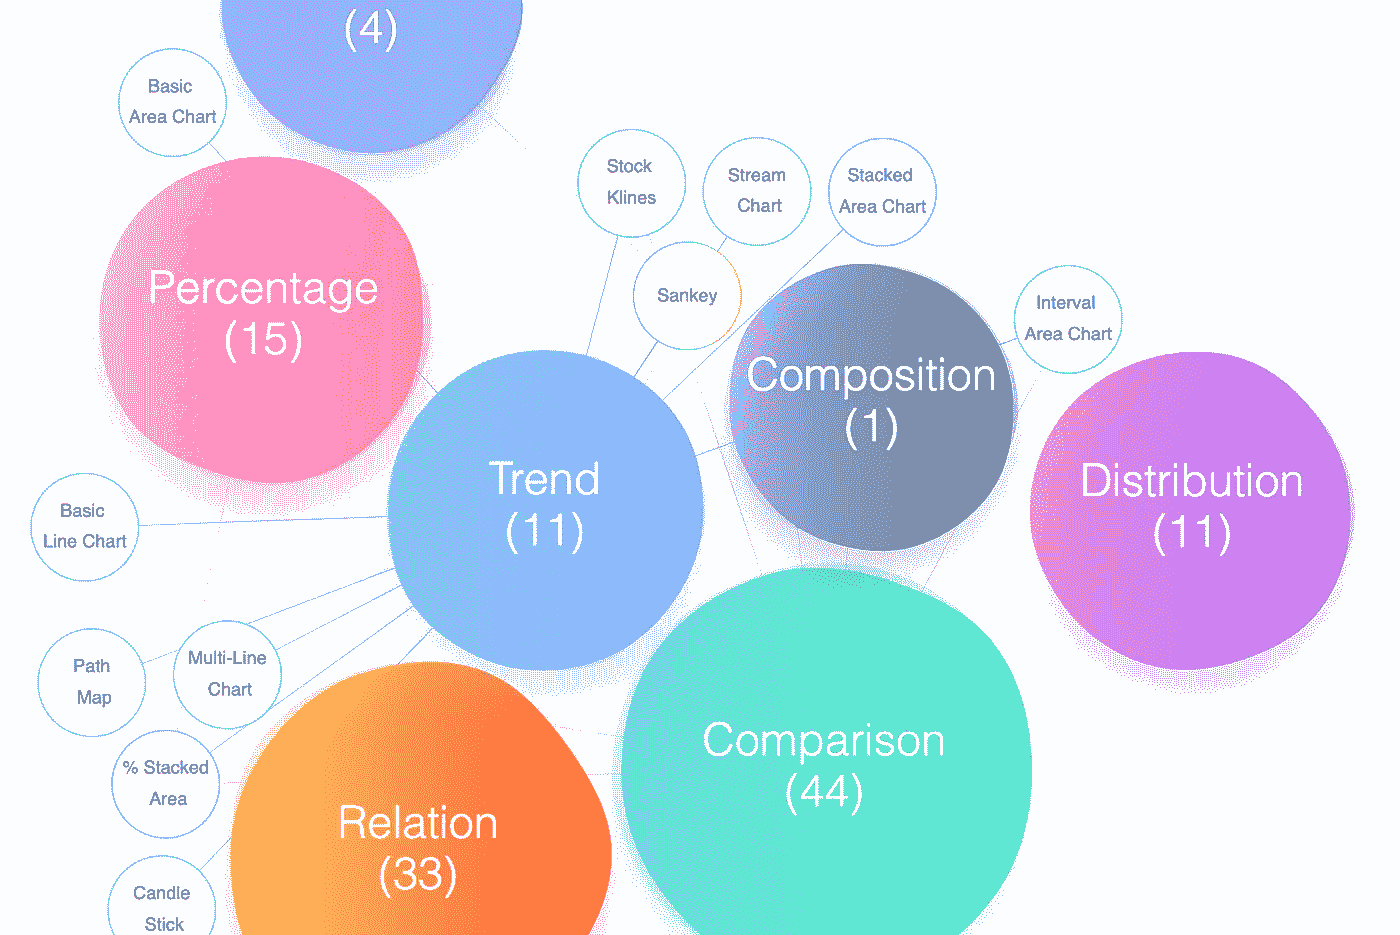 (4)
Basic
Area Chart
Stock
Klines
Stream
Chart
Stacked
Area Chart
Sankey
Interval
Area Chart
Percentage
(15)
Composition
(1)
Trend
(11)
Distribution
(11)
Basic
Line Chart
Path
Map
Multi-Line
Chart
% Stacked
Area
Comparison
(44)
Relation
(33)
Candle
Stick